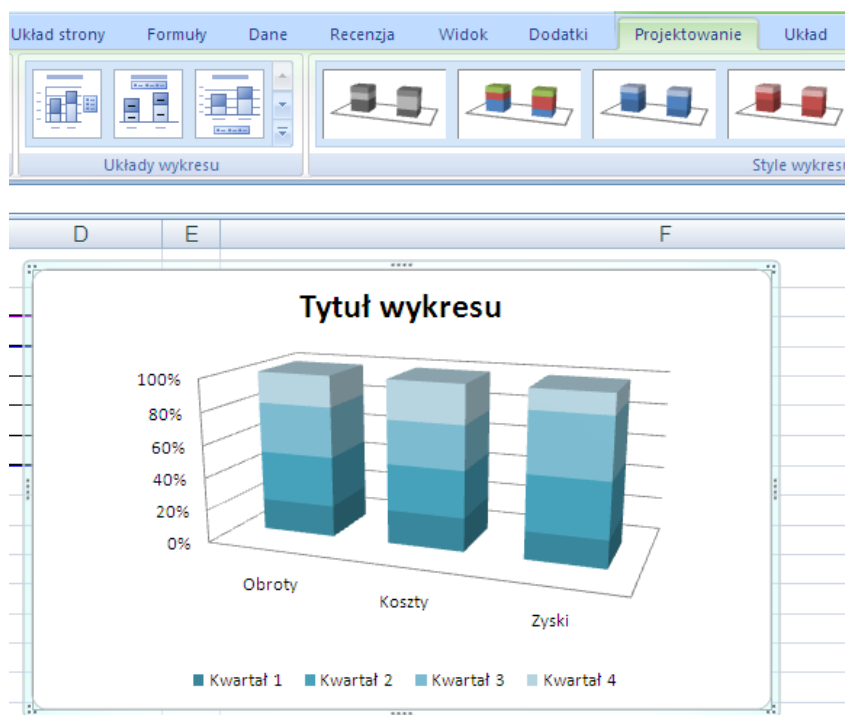 Układ strony Formuły Dane Recenzja Widok Dodatki Projektowanie Układ
Układy wykresu Style wykresu
D E F
Tytuł wykresu
100%
80%
60%
40%
20%
0%
Obroty
Koszty
Zyski
Kwartał 1 Kwartał 2 Kwartał 3 Kwartał 4